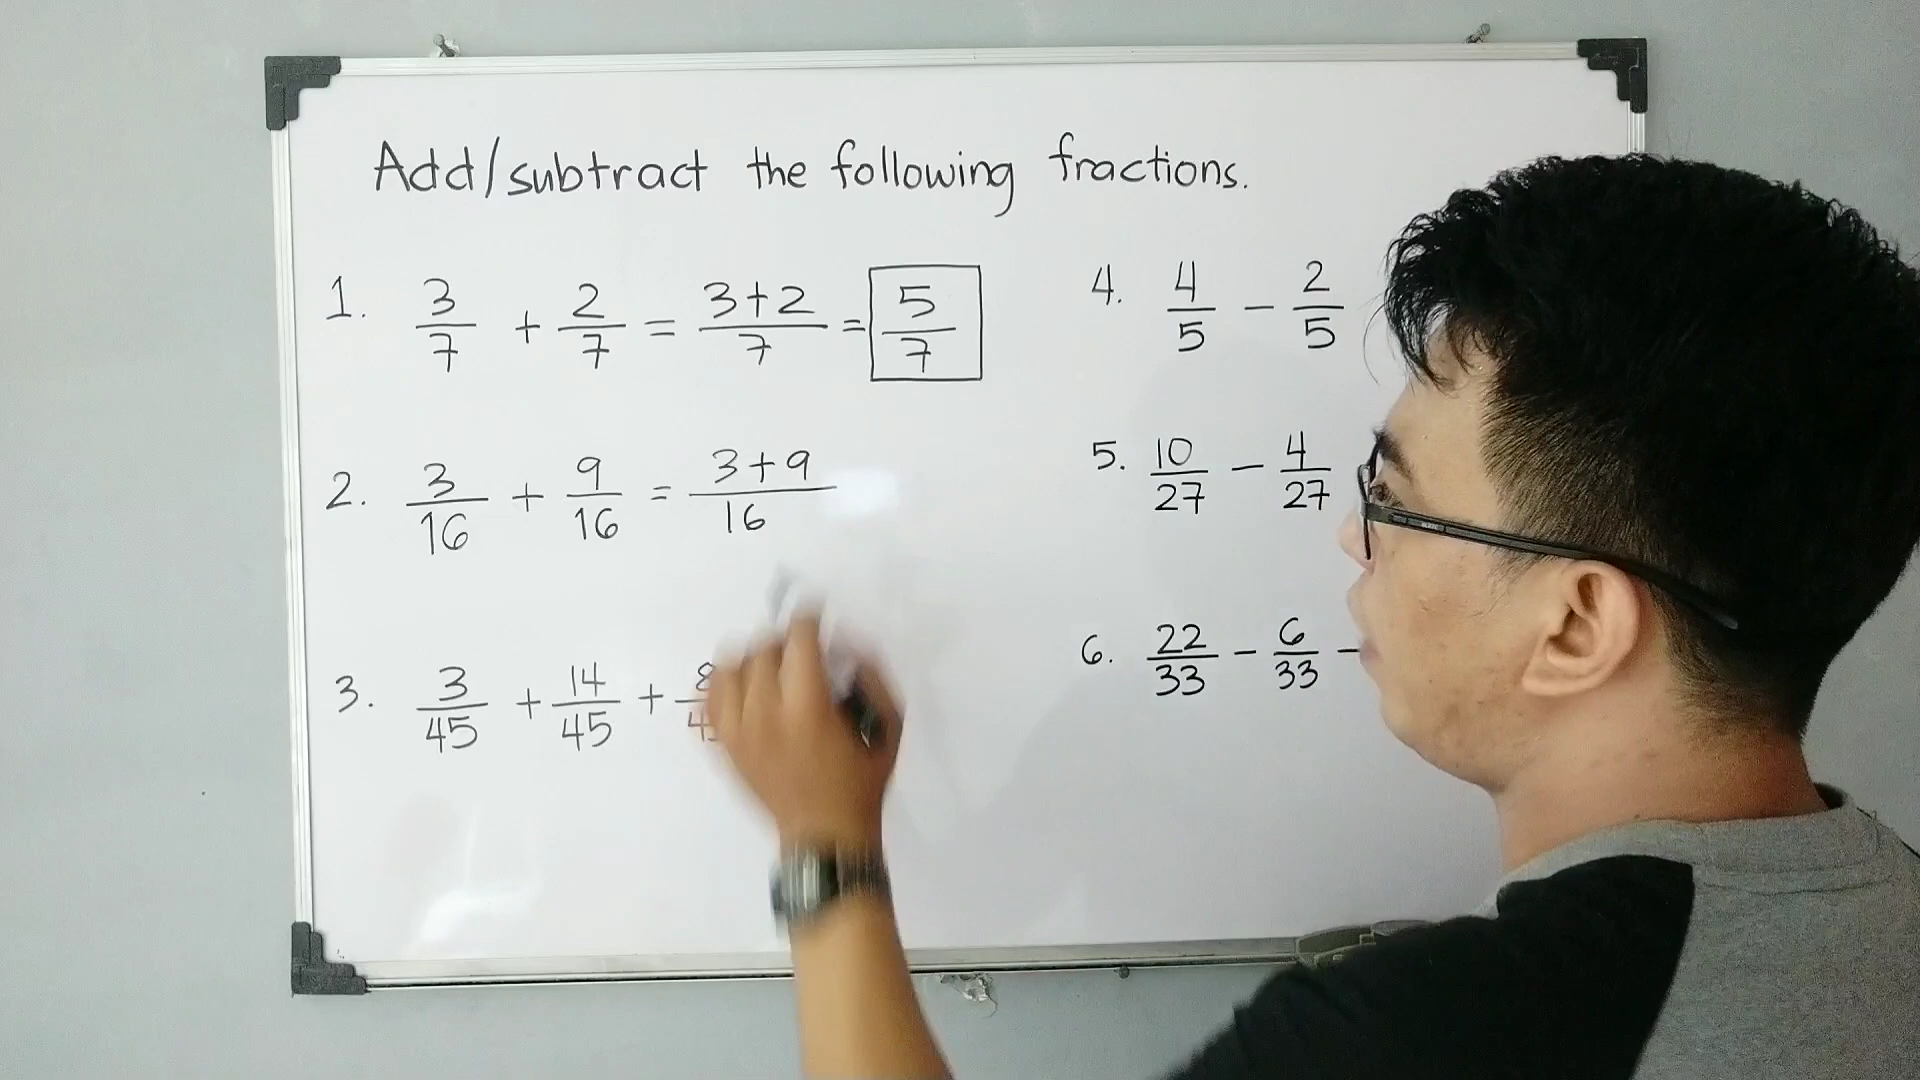 Add/subtract the following fractions.
1. 3/7 + 2/7 = 3+2/7 = 5/7
2. 3/16 + 9/16 = 3+9/16
3. 3/45 + 14/45 + 8/4
4. 4/5 - 2/5
5. 10/27 - 4/27
6. 22/33 - 6/33 -